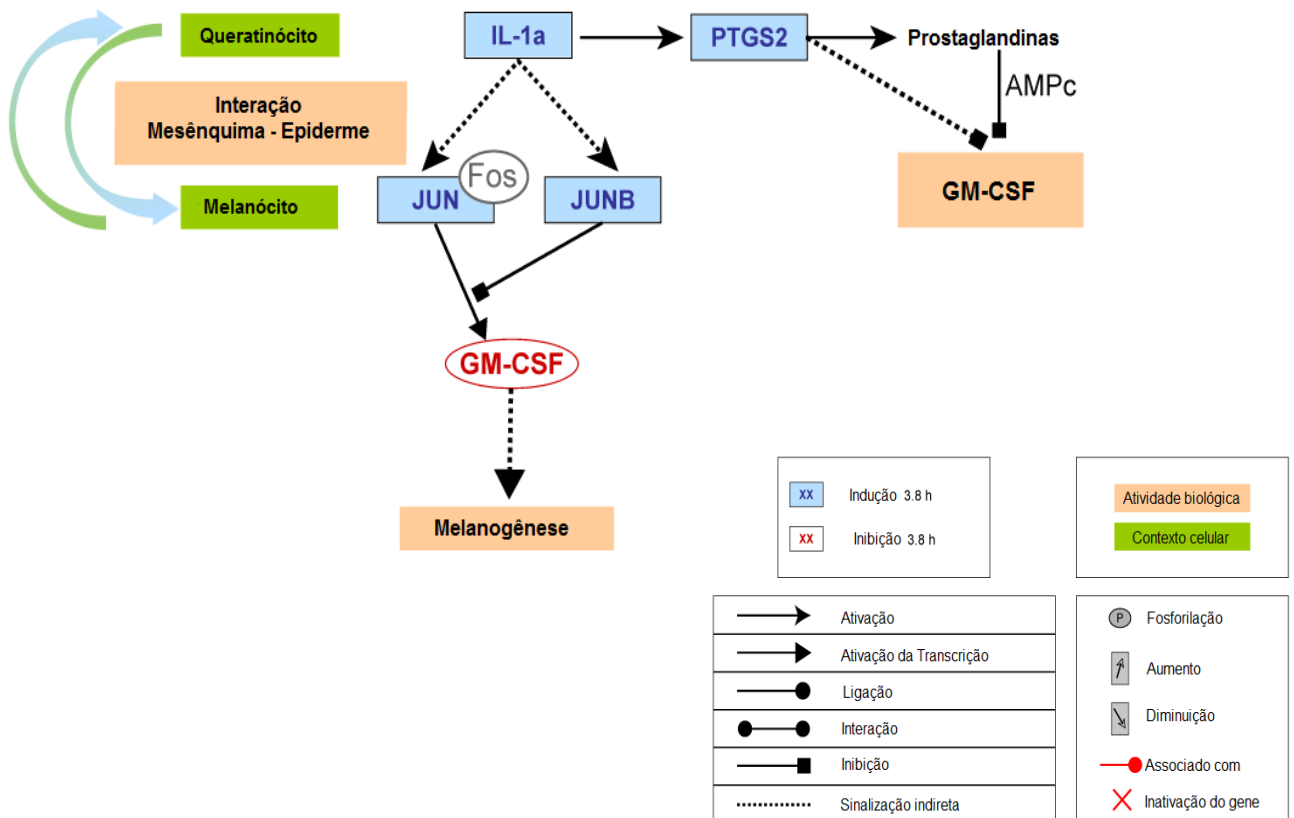 Queratinócito
IL-1a
PTGS2
Prostaglandinas
AMPc
Interação
Mesênquima - Epiderme
Fos
JUN
JUNB
GM-CSF
Melanócito
GM-CSF
Melanogênese
XX Indução 3.8 h
XX Inibição 3.8 h
Atividade biológica
Contexto celular
Ativação
Ativação da Transcrição
Ligação
Interação
Inibição
Sinalização indireta
P Fosforilação
Aumento
Diminuição
Associado com
Inativação do gene